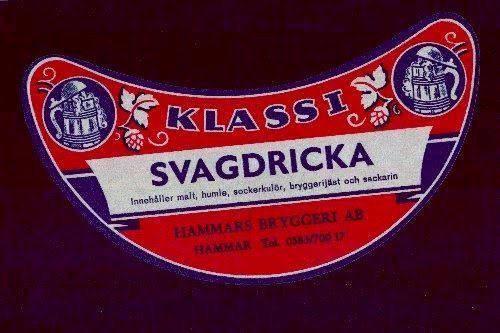 KLASS I
SVAGDRICKA
Innehåller malt, humle, sockerkulör, bryggerijäst och sackarin
HAMMARS BRYGGERI AB
HAMMAR Tel. 0583/700 17